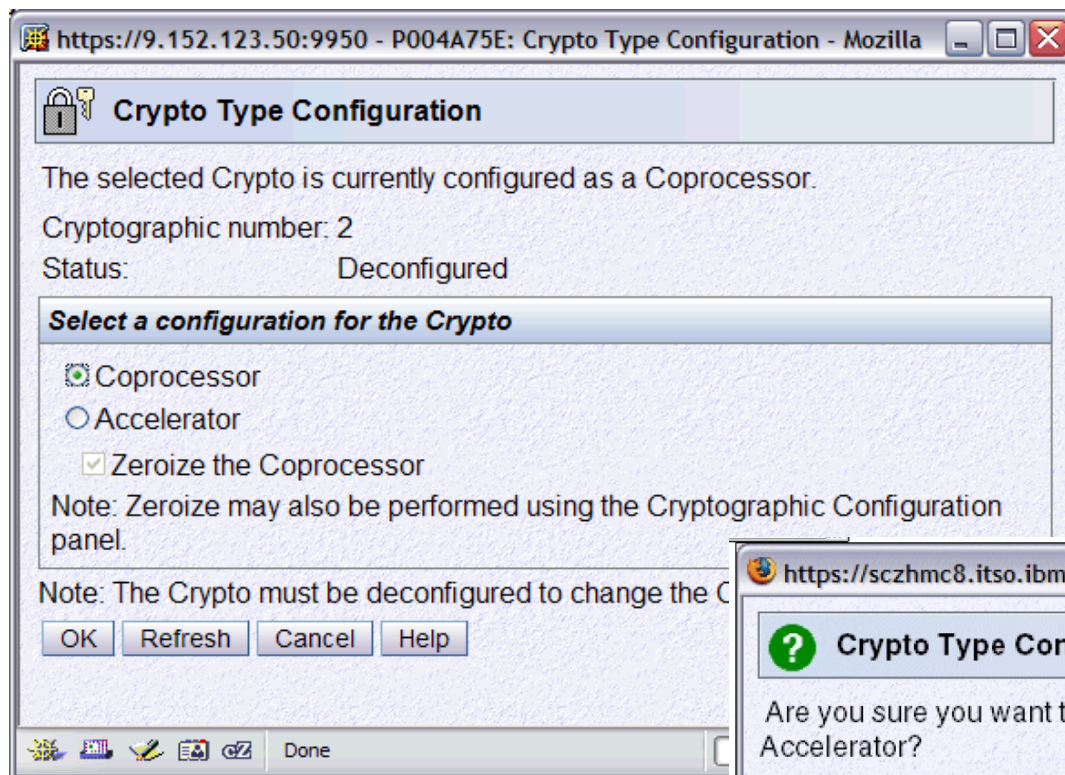 https://9.152.123.50:9950 - P004A75E: Crypto Type Configuration - Mozilla
Crypto Type Configuration
The selected Crypto is currently configured as a Coprocessor.
Cryptographic number: 2
Status: Deconfigured
Select a configuration for the Crypto
Coprocessor
Accelerator
Zeroize the Coprocessor
Note: Zeroize may also be performed using the Cryptographic Configuration
panel.
Note: The Crypto must be deconfigured to change the
OK Refresh Cancel Help
Done
https://sczhmc8.itso.ibm
Crypto Type
Are you sure you want
Accelerator?